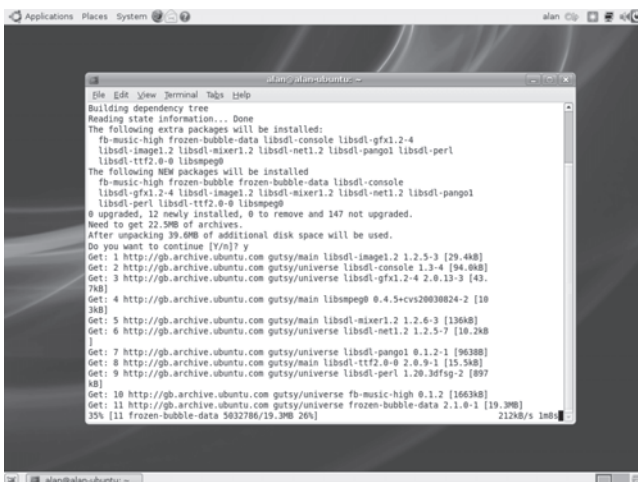 Applications Places System
alan
alan@alan-ubuntu: ~
File Edit View Terminal Tabs Help
Building dependency tree
Reading state information... Done
The following extra packages will be installed:
fb-music-high frozen-bubble-data libsdl-console libsdl-gfx1.2-4
libsdl-image1.2 libsdl-mixer1.2 libsdl-net1.2 libsdl-pango1 libsdl-perl
libsdl-ttf2.0-0 libsmpeg0
The following NEW packages will be installed
fb-music-high frozen-bubble frozen-bubble-data libsdl-console
libsdl-gfx1.2-4 libsdl-image1.2 libsdl-mixer1.2 libsdl-net1.2 libsdl-pango1
libsdl-perl libsdl-ttf2.0-0 libsmpeg0
0 upgraded, 12 newly installed, 0 to remove and 147 not upgraded.
Need to get 22.5MB of archives.
After unpacking 39.6MB of additional disk space will be used.
Do you want to continue [Y/n]? y
Get: 1 http://gb.archive.ubuntu.com gutsy/main libsdl-image1.2 1.2.5-3 [29.4kB]
Get: 2 http://gb.archive.ubuntu.com gutsy/universe libsdl-console 1.3-4 [94.0kB]
Get: 3 http://gb.archive.ubuntu.com gutsy/universe libsdl-gfx1.2-4 2.0.13-3 [43.
7kB]
Get: 4 http://gb.archive.ubuntu.com gutsy/main libsmpeg0 0.4.5+cvs20030824-2 [10
3kB]
Get: 5 http://gb.archive.ubuntu.com gutsy/main libsdl-mixer1.2 1.2.6-3 [136kB]
Get: 6 http://gb.archive.ubuntu.com gutsy/universe libsdl-net1.2 1.2.5-7 [10.2kB
]
Get: 7 http://gb.archive.ubuntu.com gutsy/universe libsdl-pango1 0.1.2-1 [9638B]
Get: 8 http://gb.archive.ubuntu.com gutsy/main libsdl-ttf2.0-0 2.0.9-1 [15.5kB]
Get: 9 http://gb.archive.ubuntu.com gutsy/universe libsdl-perl 1.20.3dfsg-2 [897
kB]
Get: 10 http://gb.archive.ubuntu.com gutsy/universe fb-music-high 0.1.2 [1663kB]
Get: 11 http://gb.archive.ubuntu.com gutsy/universe frozen-bubble-data 2.1.0-1 [19.3MB]
35% [11 frozen-bubble-data 5032786/19.3MB 26%] 212kB/s 1m8s
alan@alan-ubuntu: ~